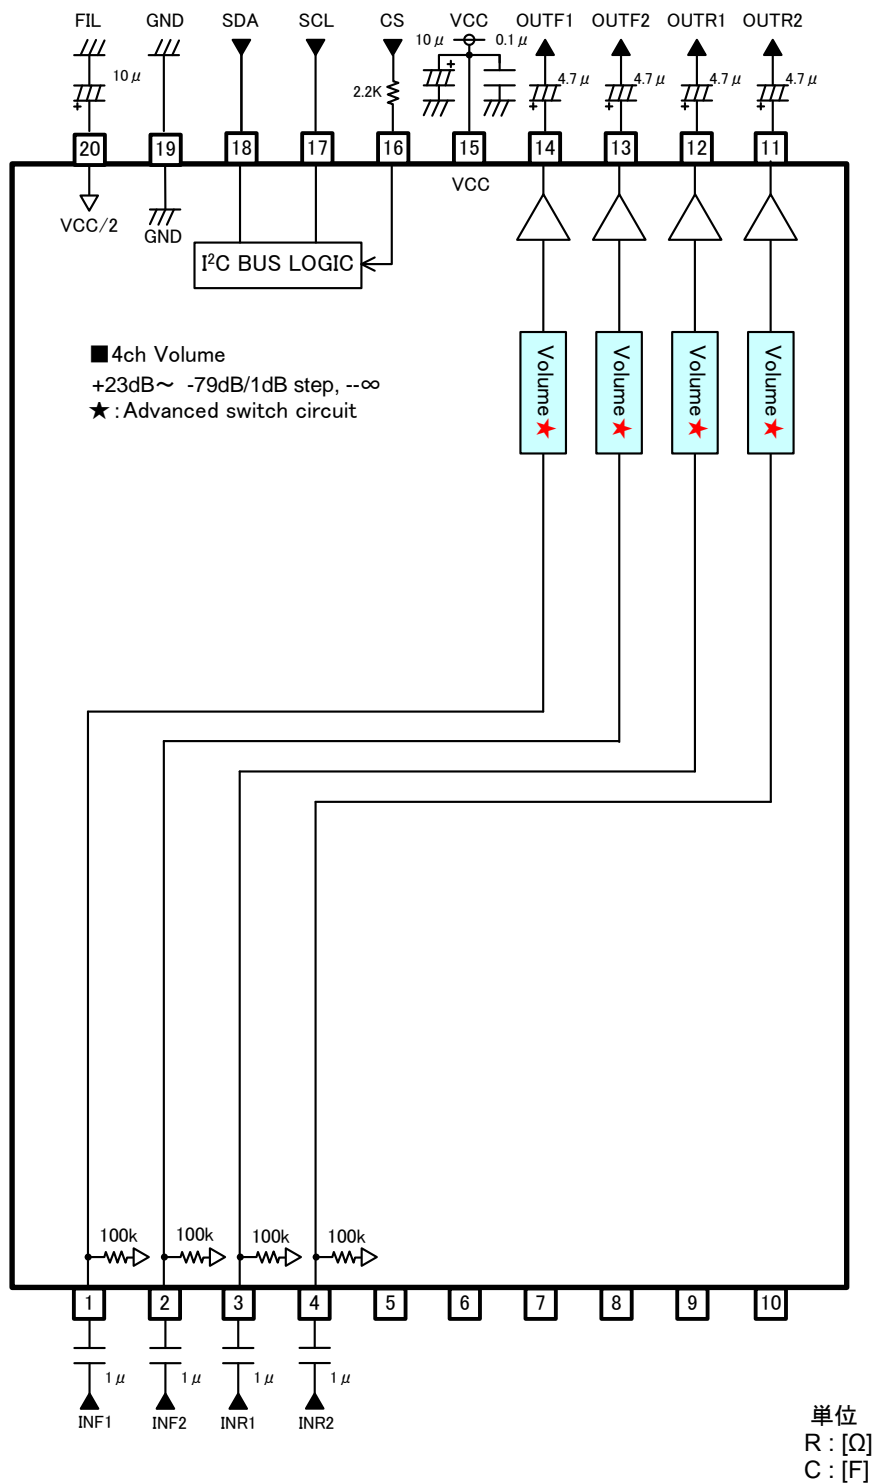 FIL GND SDA SCL CS VCC OUTF1 OUTF2 OUTR1 OUTR2
10μ 2.2K 10μ + 0.1μ 4.7μ 4.7μ 4.7μ 4.7μ
+ + + + +
20 19 18 17 16 15 14 13 12 11
VCC/2 GND VCC
I²C BUS LOGIC
■4ch Volume
+23dB～ -79dB/1dB step, --∞
★:Advanced switch circuit
Volume★ Volume★ Volume★ Volume★
100k 100k 100k 100k
1 2 3 4 5 6 7 8 9 10
1μ 1μ 1μ 1μ
INF1 INF2 INR1 INR2
単位
R : [Ω]
C : [F]